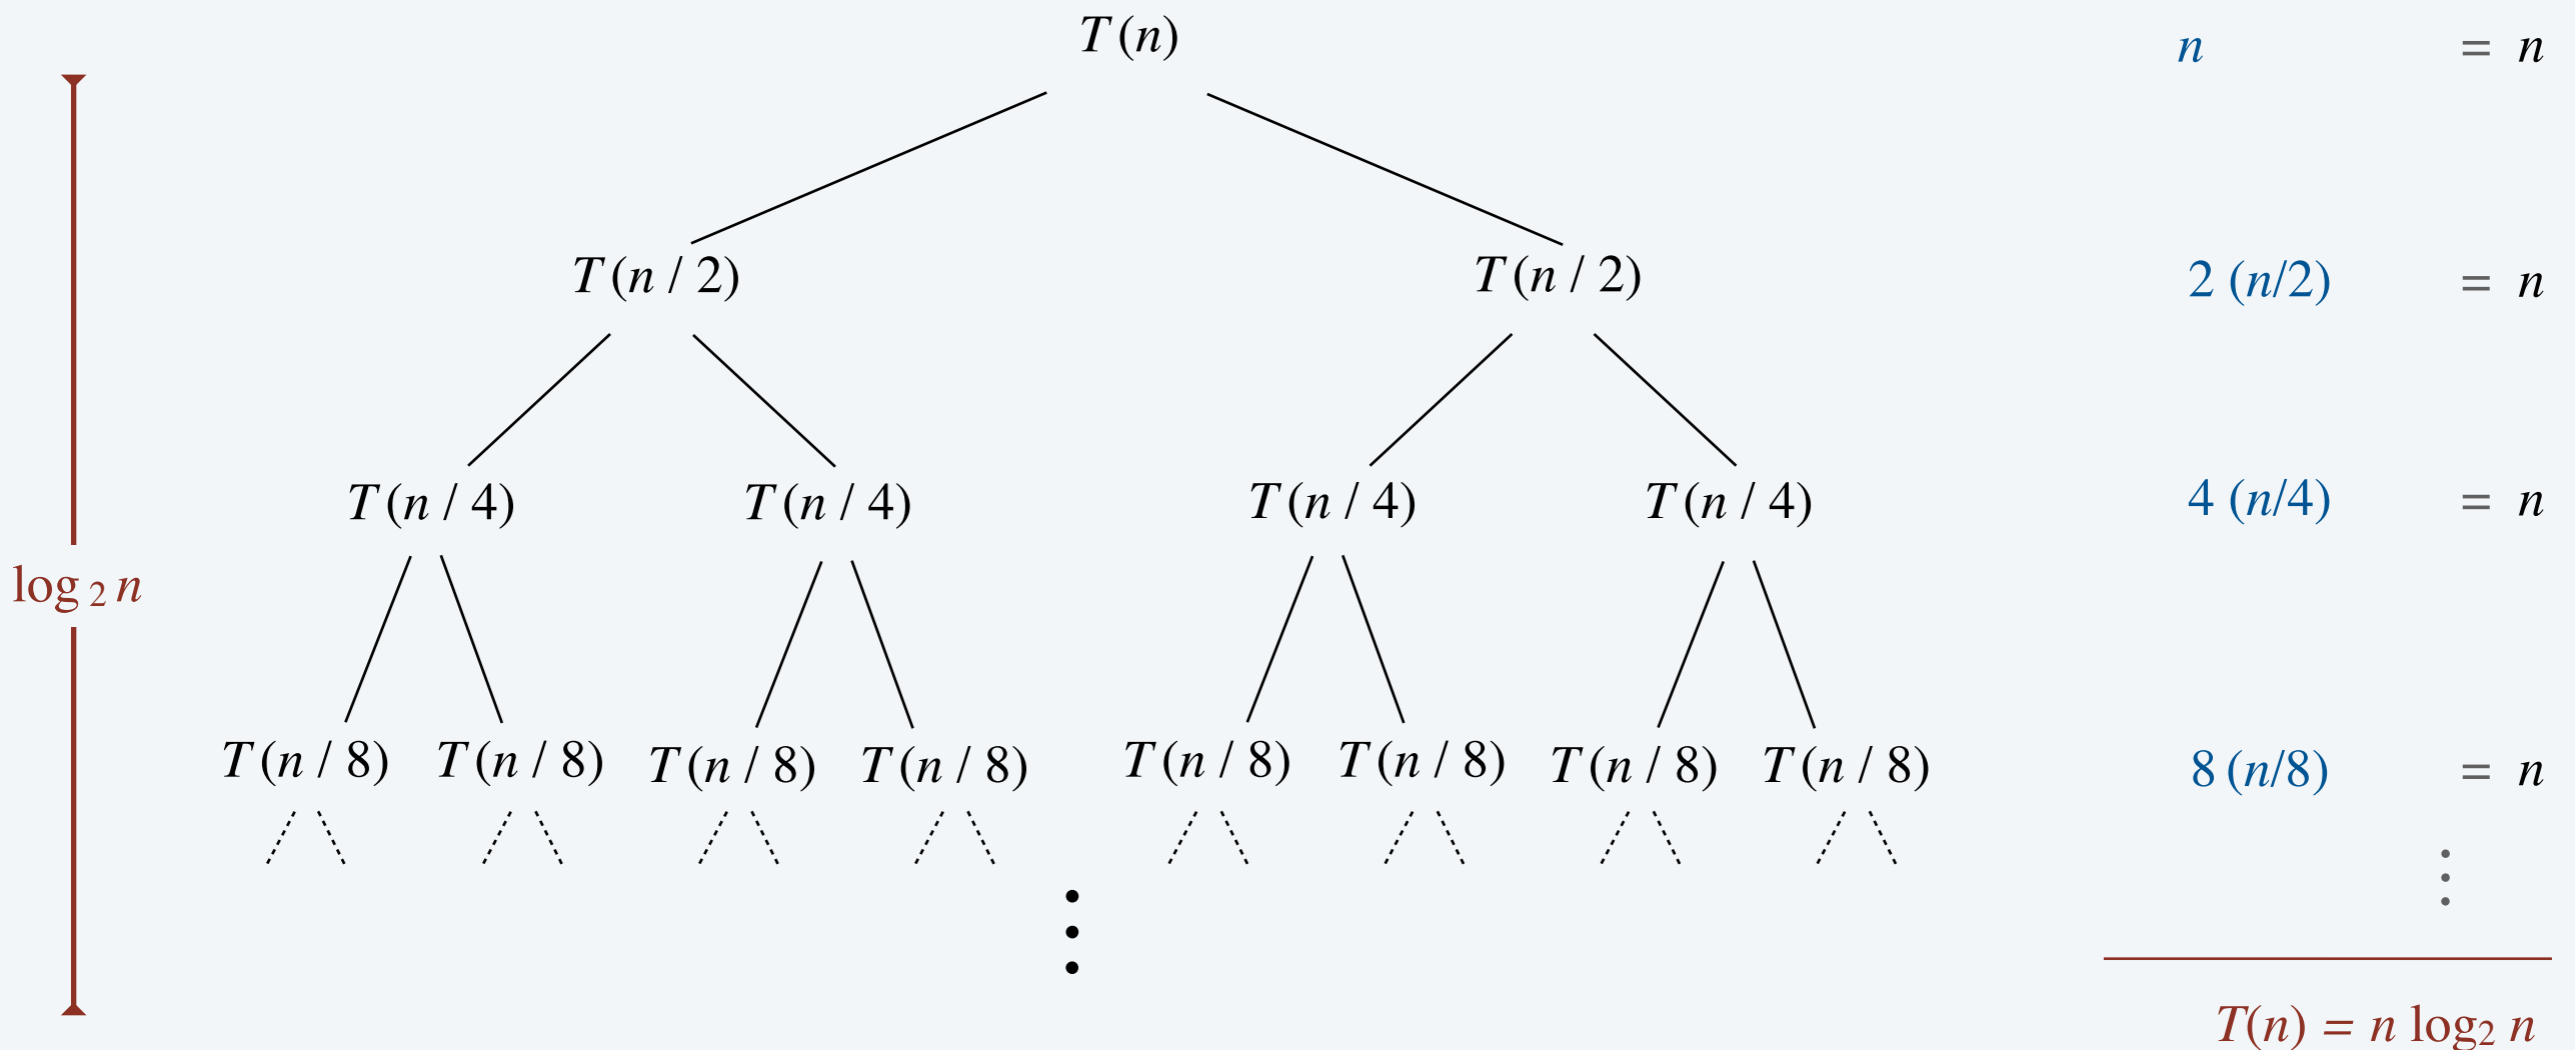 T(n) n = n
T(n / 2) T(n / 2) 2 (n/2) = n
T(n / 4) T(n / 4) T(n / 4) T(n / 4) 4 (n/4) = n
log 2 n
T(n / 8) T(n / 8) T(n / 8) T(n / 8) T(n / 8) T(n / 8) T(n / 8) T(n / 8) 8 (n/8) = n
T(n) = n log2 n